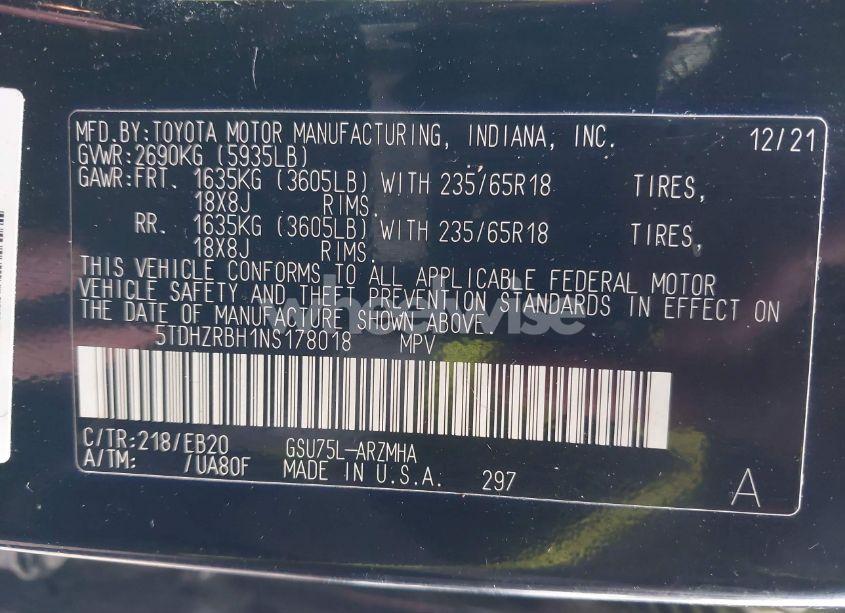 MFD.BY:TOYOTA MOTOR MANUFACTURING, INDIANA, INC. 12/21
GVWR:2690KG (5935LB)
GAWR:FRT. 1635KG (3605LB) WITH 235/65R18 TIRES,
18X8J RIMS.
RR. 1635KG (3605LB) WITH 235/65R18 TIRES,
18X8J RIMS.
THIS VEHICLE CONFORMS TO ALL APPLICABLE FEDERAL MOTOR
VEHICLE SAFETY AND THEFT PREVENTION STANDARDS IN EFFECT ON
THE DATE OF MANUFACTURE SHOWN ABOVE.
wheelwise
5TDHZRBH1NS178018 MPV
C/TR:218/EB20 GSU75L-ARZMHA
A/TM: /UA80F MADE IN U.S.A. 297 A